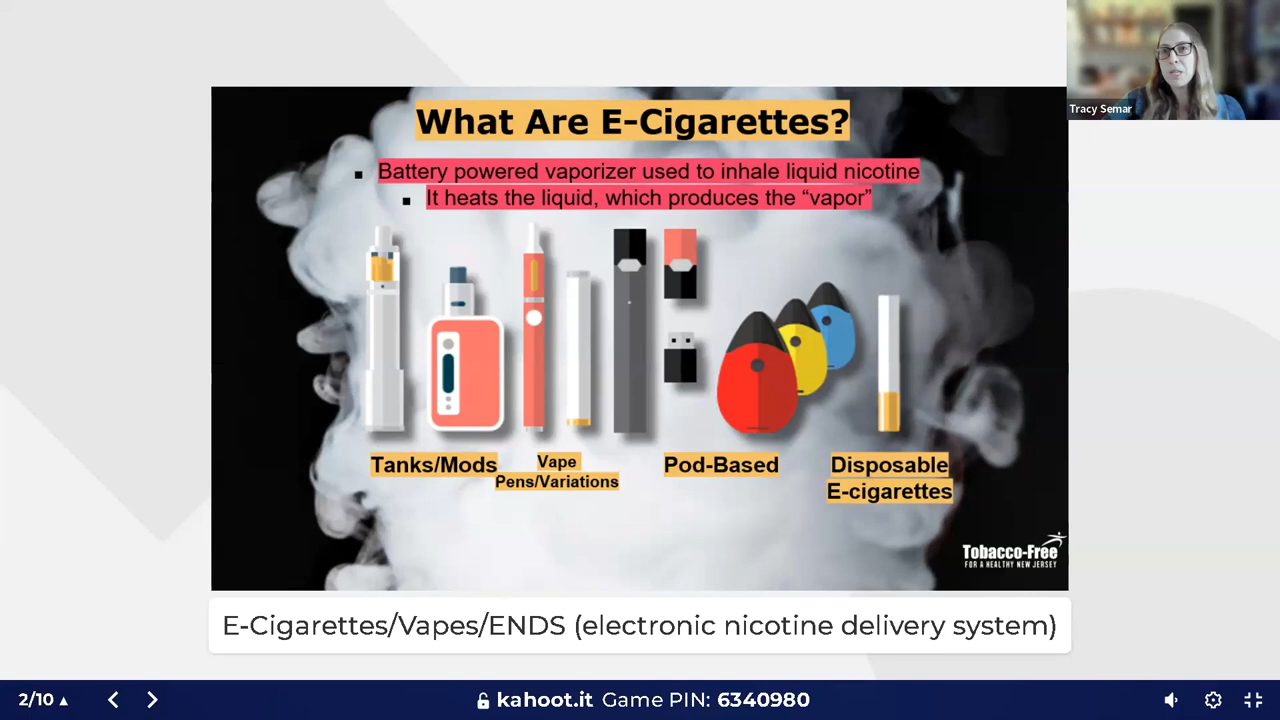 Tracy Semar
What Are E-Cigarettes?
▪ Battery powered vaporizer used to inhale liquid nicotine
▪ It heats the liquid, which produces the “vapor”
Tanks/Mods
Vape
Pens/Variations
Pod-Based
Disposable
E-cigarettes
Tobacco-Free
FOR A HEALTHY NEW JERSEY
E-Cigarettes/Vapes/ENDS (electronic nicotine delivery system)
2/10 ▲
kahoot.it Game PIN: 6340980